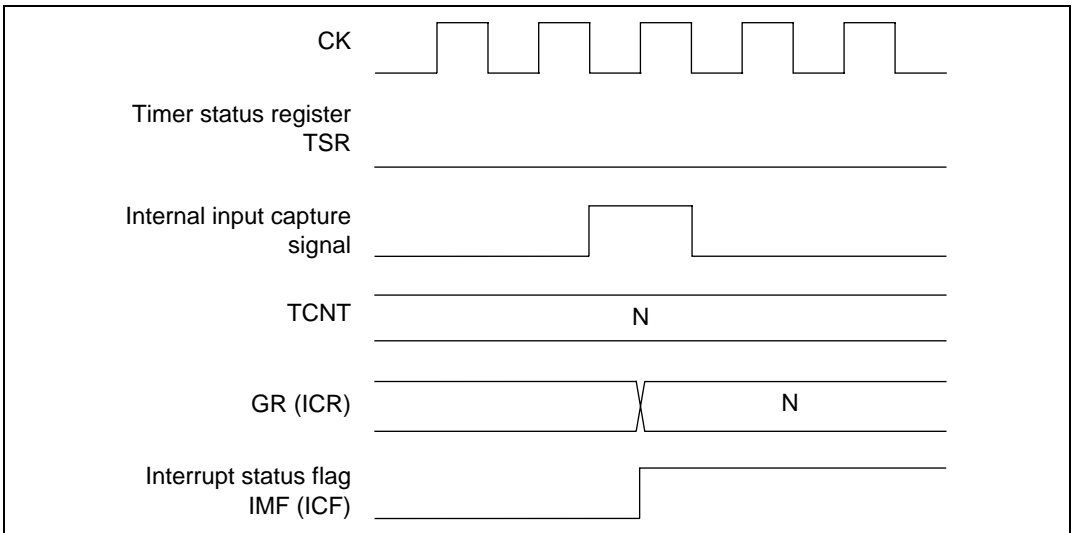 CK
Timer status register
TSR
Internal input capture
signal
TCNT
N
GR (ICR)
N
Interrupt status flag
IMF (ICF)